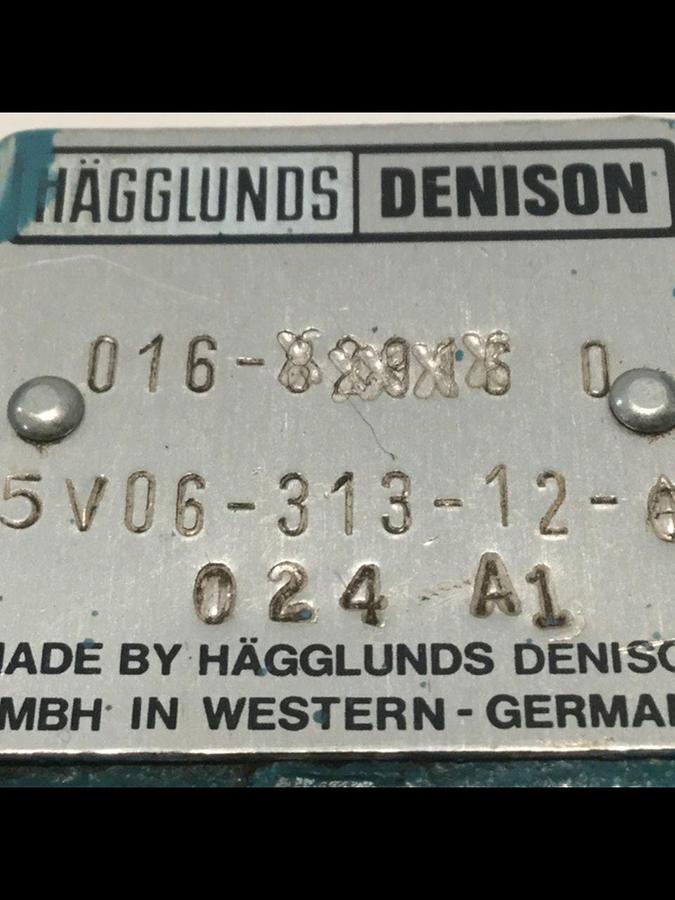 HÄGGLUNDS DENISON
016- 0
5V06-313-12-
024 A1
MADE BY HÄGGLUNDS DENISO
MBH IN WESTERN-GERMA